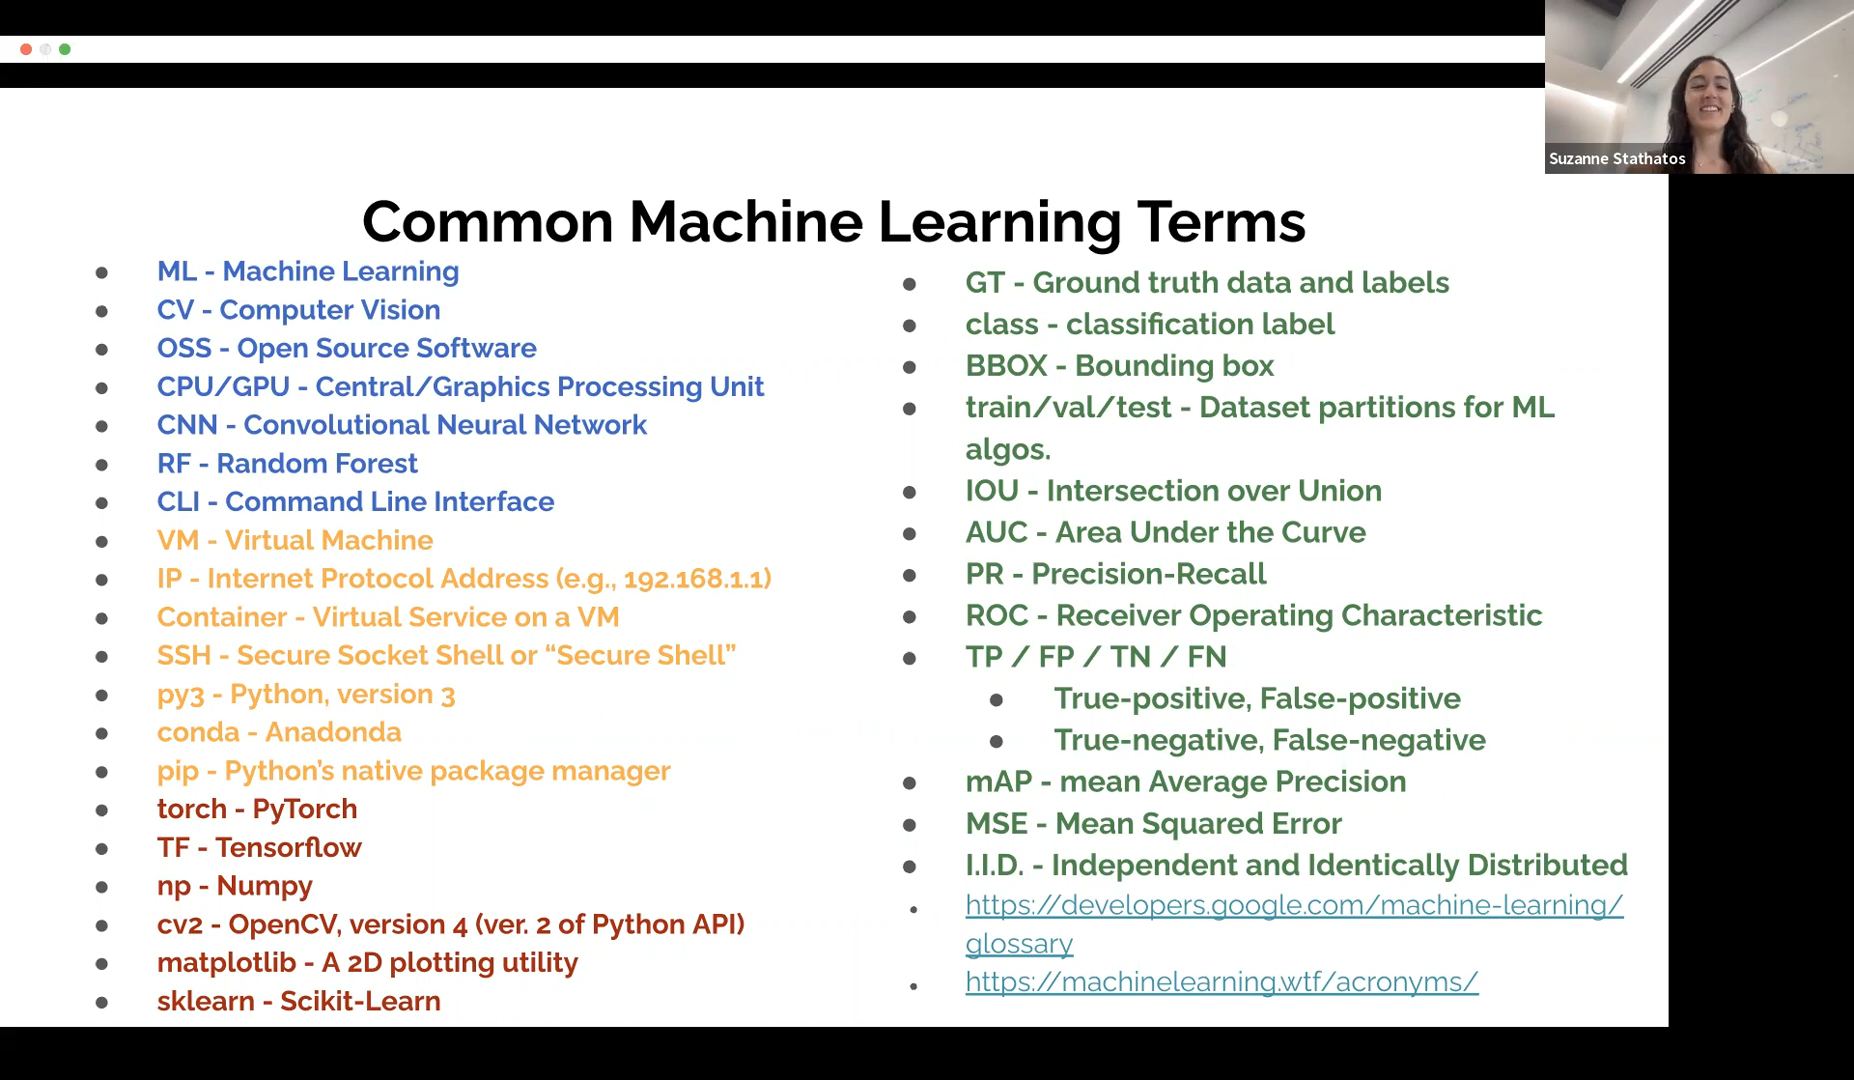 Suzanne Stathatos
Common Machine Learning Terms
ML - Machine Learning
CV - Computer Vision
OSS - Open Source Software
CPU/GPU - Central/Graphics Processing Unit
CNN - Convolutional Neural Network
RF - Random Forest
CLI - Command Line Interface
VM - Virtual Machine
IP - Internet Protocol Address (e.g., 192.168.1.1)
Container - Virtual Service on a VM
SSH - Secure Socket Shell or “Secure Shell”
py3 - Python, version 3
conda - Anadonda
pip - Python’s native package manager
torch - PyTorch
TF - Tensorflow
np - Numpy
cv2 - OpenCV, version 4 (ver. 2 of Python API)
matplotlib - A 2D plotting utility
sklearn - Scikit-Learn
GT - Ground truth data and labels
class - classification label
BBOX - Bounding box
train/val/test - Dataset partitions for ML
algos.
IOU - Intersection over Union
AUC - Area Under the Curve
PR - Precision-Recall
ROC - Receiver Operating Characteristic
TP / FP / TN / FN
True-positive, False-positive
True-negative, False-negative
mAP - mean Average Precision
MSE - Mean Squared Error
I.I.D. - Independent and Identically Distributed
https://developers.google.com/machine-learning/
glossary
https://machinelearning.wtf/acronyms/